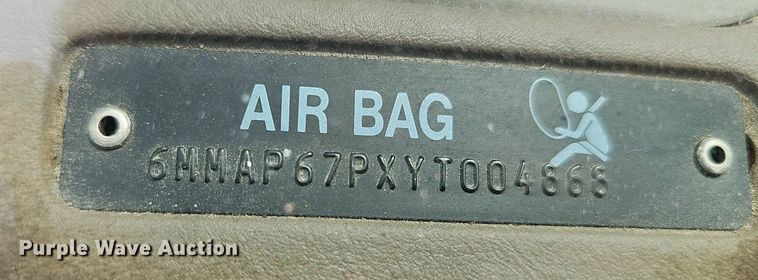 AIR BAG
6MMAP67PXYT004868
Purple Wave Auction